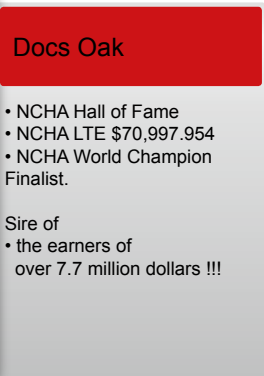 Docs Oak
• NCHA Hall of Fame
• NCHA LTE $70,997.954
• NCHA World Champion
Finalist.
Sire of
• the earners of
over 7.7 million dollars !!!